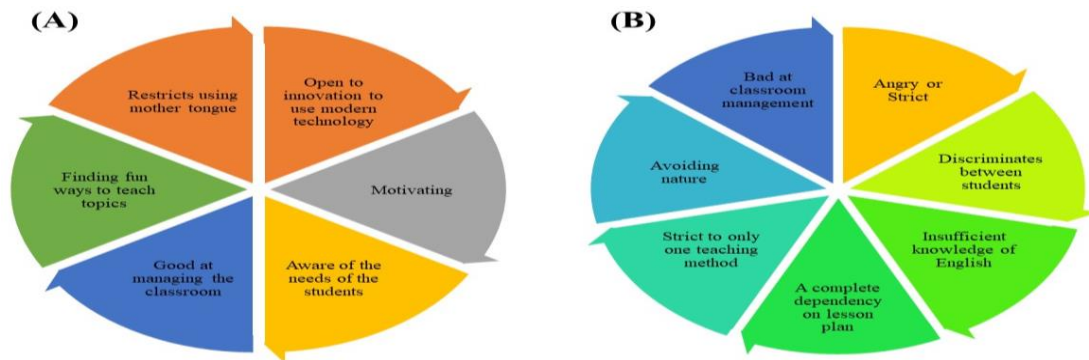 (A)
Restricts using
mother tongue
Open to
innovation to
use modern
technology
Motivating
Aware of the
needs of the
students
Good at
managing the
classroom
Finding fun
ways to teach
topics
(B)
Bad at
classroom
management
Angry or
Strict
Discriminates
between
students
Insufficient
knowledge of
English
A complete
dependency
on lesson
plan
Strict to only
one teaching
method
Avoiding
nature